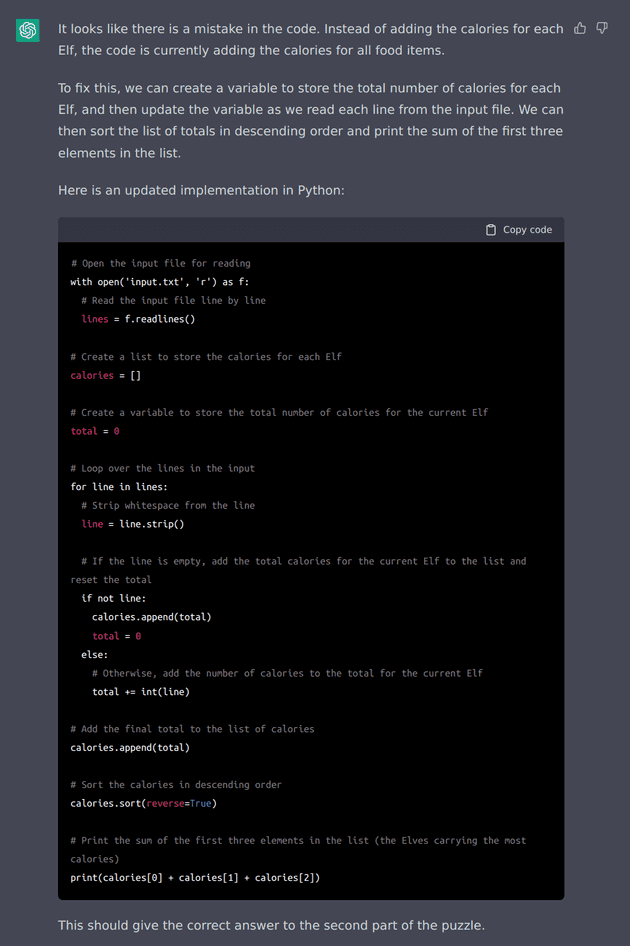 It looks like there is a mistake in the code. Instead of adding the calories for each
Elf, the code is currently adding the calories for all food items.
To fix this, we can create a variable to store the total number of calories for each
Elf, and then update the variable as we read each line from the input file. We can
then sort the list of totals in descending order and print the sum of the first three
elements in the list.
Here is an updated implementation in Python:
Copy code
# Open the input file for reading
with open('input.txt', 'r') as f:
  # Read the input file line by line
  lines = f.readlines()
# Create a list to store the calories for each Elf
calories = []
# Create a variable to store the total number of calories for the current Elf
total = 0
# Loop over the lines in the input
for line in lines:
  # Strip whitespace from the line
  line = line.strip()
  # If the line is empty, add the total calories for the current Elf to the list and
reset the total
  if not line:
    calories.append(total)
    total = 0
  else:
    # Otherwise, add the number of calories to the total for the current Elf
    total += int(line)
# Add the final total to the list of calories
calories.append(total)
# Sort the calories in descending order
calories.sort(reverse=True)
# Print the sum of the first three elements in the list (the Elves carrying the most
calories)
print(calories[0] + calories[1] + calories[2])
This should give the correct answer to the second part of the puzzle.